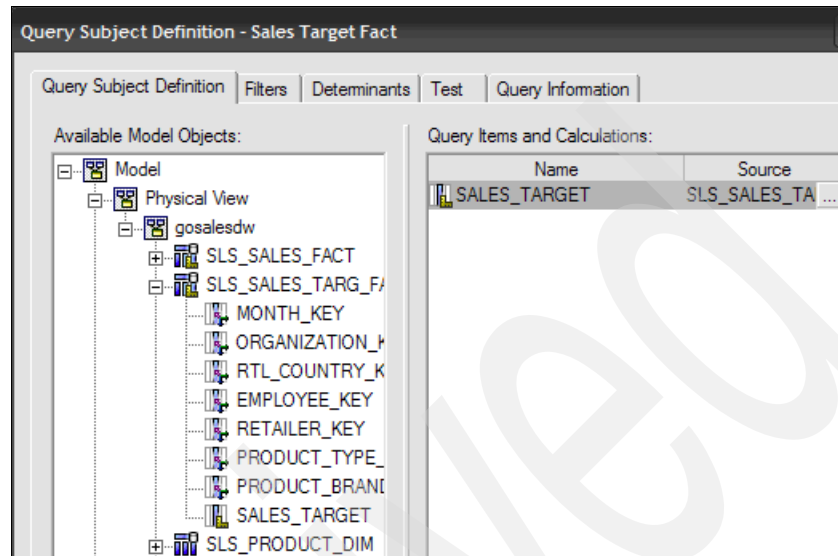 Query Subject Definition - Sales Target Fact
Query Subject Definition Filters Determinants Test Query Information
Available Model Objects: Query Items and Calculations:
Model Name Source
Physical View SALES_TARGET SLS_SALES_TA ...
gosalesdw
SLS_SALES_FACT
SLS_SALES_TARG_FA
MONTH_KEY
ORGANIZATION_K
RTL_COUNTRY_K
EMPLOYEE_KEY
RETAILER_KEY
PRODUCT_TYPE_
PRODUCT_BRAND
SALES_TARGET
SLS_PRODUCT_DIM